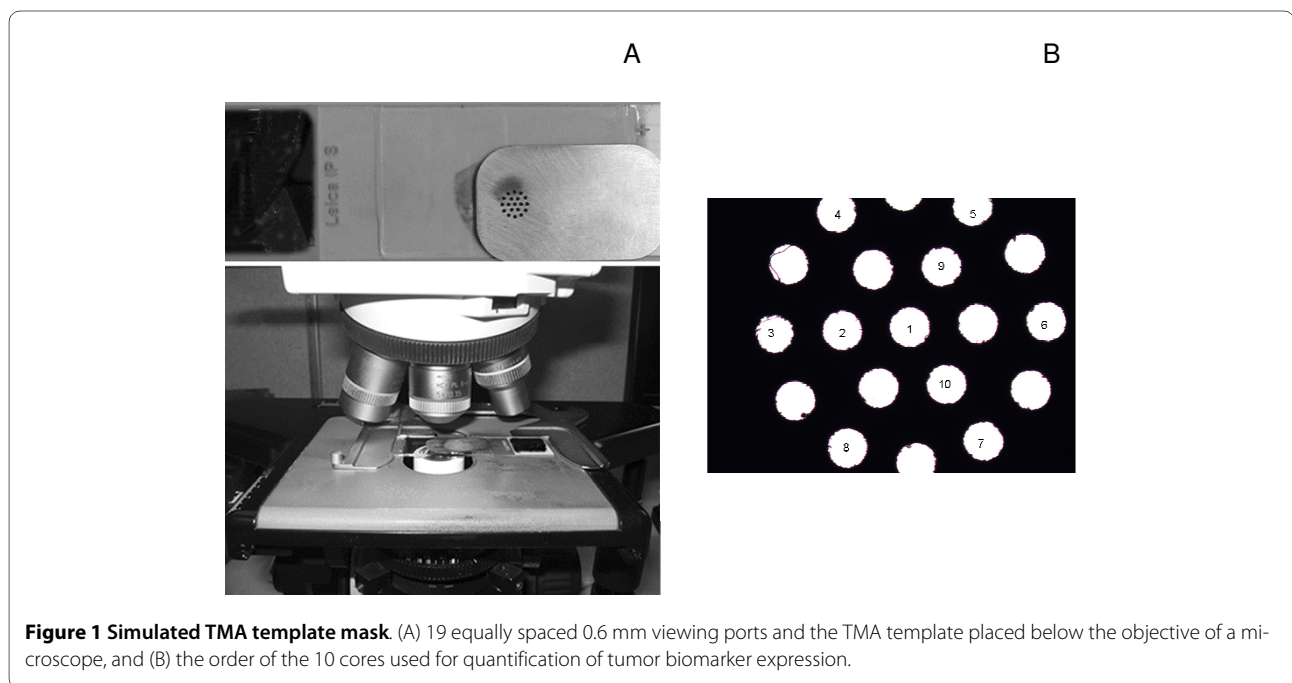 A
B
Leica IP S
4
5
9
3
2
1
6
10
8
7
Figure 1 Simulated TMA template mask. (A) 19 equally spaced 0.6 mm viewing ports and the TMA template placed below the objective of a mi-
croscope, and (B) the order of the 10 cores used for quantification of tumor biomarker expression.